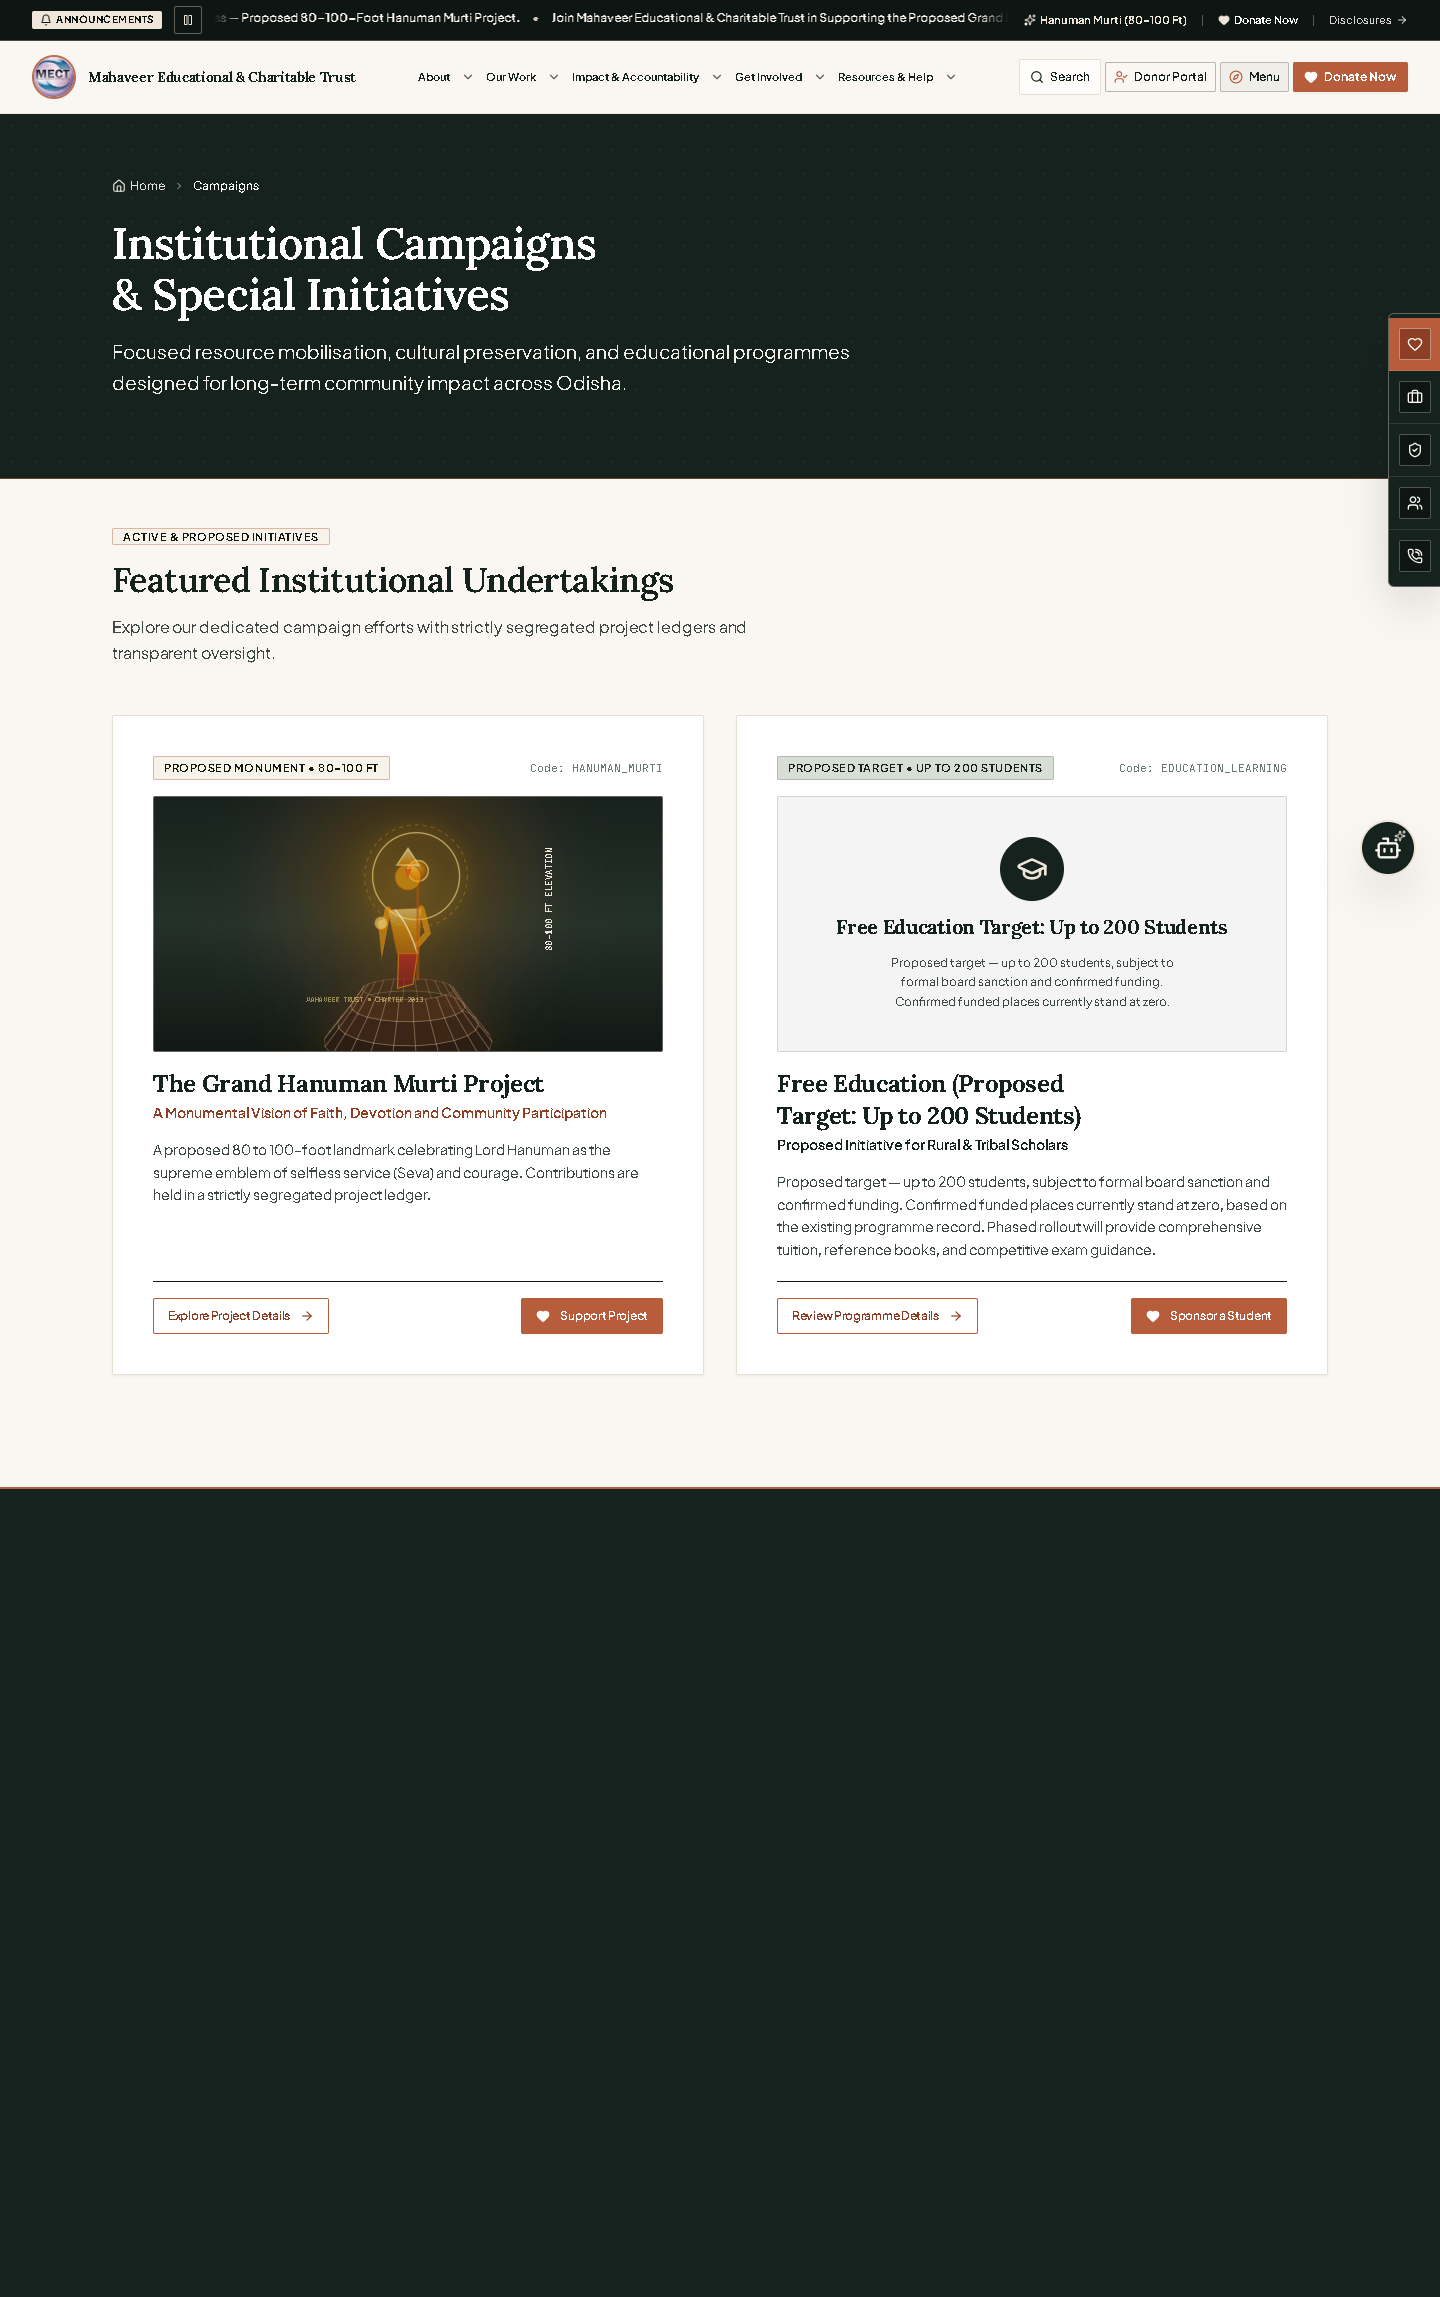 ANNOUNCEMENTS
— Proposed 80–100-Foot Hanuman Murti Project. • Join Mahaveer Educational & Charitable Trust in Supporting the Proposed Grand
Hanuman Murti (80–100 Ft)
Donate Now
Disclosures →
MECT
Mahaveer Educational & Charitable Trust
About
Our Work
Impact & Accountability
Get Involved
Resources & Help
Search
Donor Portal
Menu
Donate Now
Home
Campaigns
Institutional Campaigns
& Special Initiatives
Focused resource mobilisation, cultural preservation, and educational programmes
designed for long-term community impact across Odisha.
ACTIVE & PROPOSED INITIATIVES
Featured Institutional Undertakings
Explore our dedicated campaign efforts with strictly segregated project ledgers and
transparent oversight.
PROPOSED MONUMENT • 80–100 FT
Code: HANUMAN_MURTI
80–100 FT ELEVATION
MAHAVEER TRUST • CHARTER 2013
The Grand Hanuman Murti Project
A Monumental Vision of Faith, Devotion and Community Participation
A proposed 80 to 100-foot landmark celebrating Lord Hanuman as the
supreme emblem of selfless service (Seva) and courage. Contributions are
held in a strictly segregated project ledger.
Explore Project Details →
Support Project
PROPOSED TARGET • UP TO 200 STUDENTS
Code: EDUCATION_LEARNING
Free Education Target: Up to 200 Students
Proposed target — up to 200 students, subject to
formal board sanction and confirmed funding.
Confirmed funded places currently stand at zero.
Free Education (Proposed
Target: Up to 200 Students)
Proposed Initiative for Rural & Tribal Scholars
Proposed target — up to 200 students, subject to formal board sanction and
confirmed funding. Confirmed funded places currently stand at zero, based on
the existing programme record. Phased rollout will provide comprehensive
tuition, reference books, and competitive exam guidance.
Review Programme Details →
Sponsor a Student